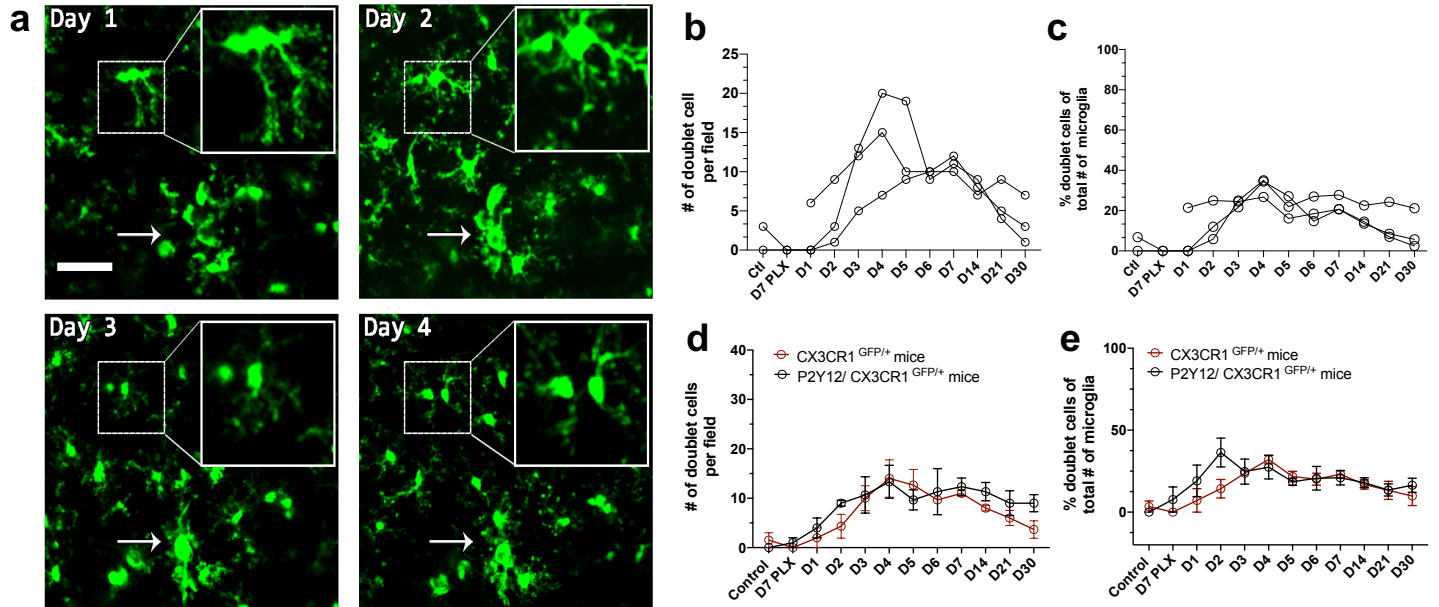 a
Day 1
Day 2
Day 3
Day 4
b
# of doublet cell
per field
25
20
15
10
5
0
Ctl
D7 PLX
D1
D2
D3
D4
D5
D6
D7
D14
D21
D30
c
% doublet cells of
total # of microglia
100
80
60
40
20
0
Ctl
D7 PLX
D1
D2
D3
D4
D5
D6
D7
D14
D21
D30
d
CX3CR1 GFP/+ mice
P2Y12/ CX3CR1 GFP/+ mice
# of doublet cells
per field
40
30
20
10
0
Control
D7 PLX
D1
D2
D3
D4
D5
D6
D7
D14
D21
D30
e
CX3CR1 GFP/+ mice
P2Y12/ CX3CR1 GFP/+ mice
% doublet cells of
total # of microglia
100
50
0
Control
D7 PLX
D1
D2
D3
D4
D5
D6
D7
D14
D21
D30